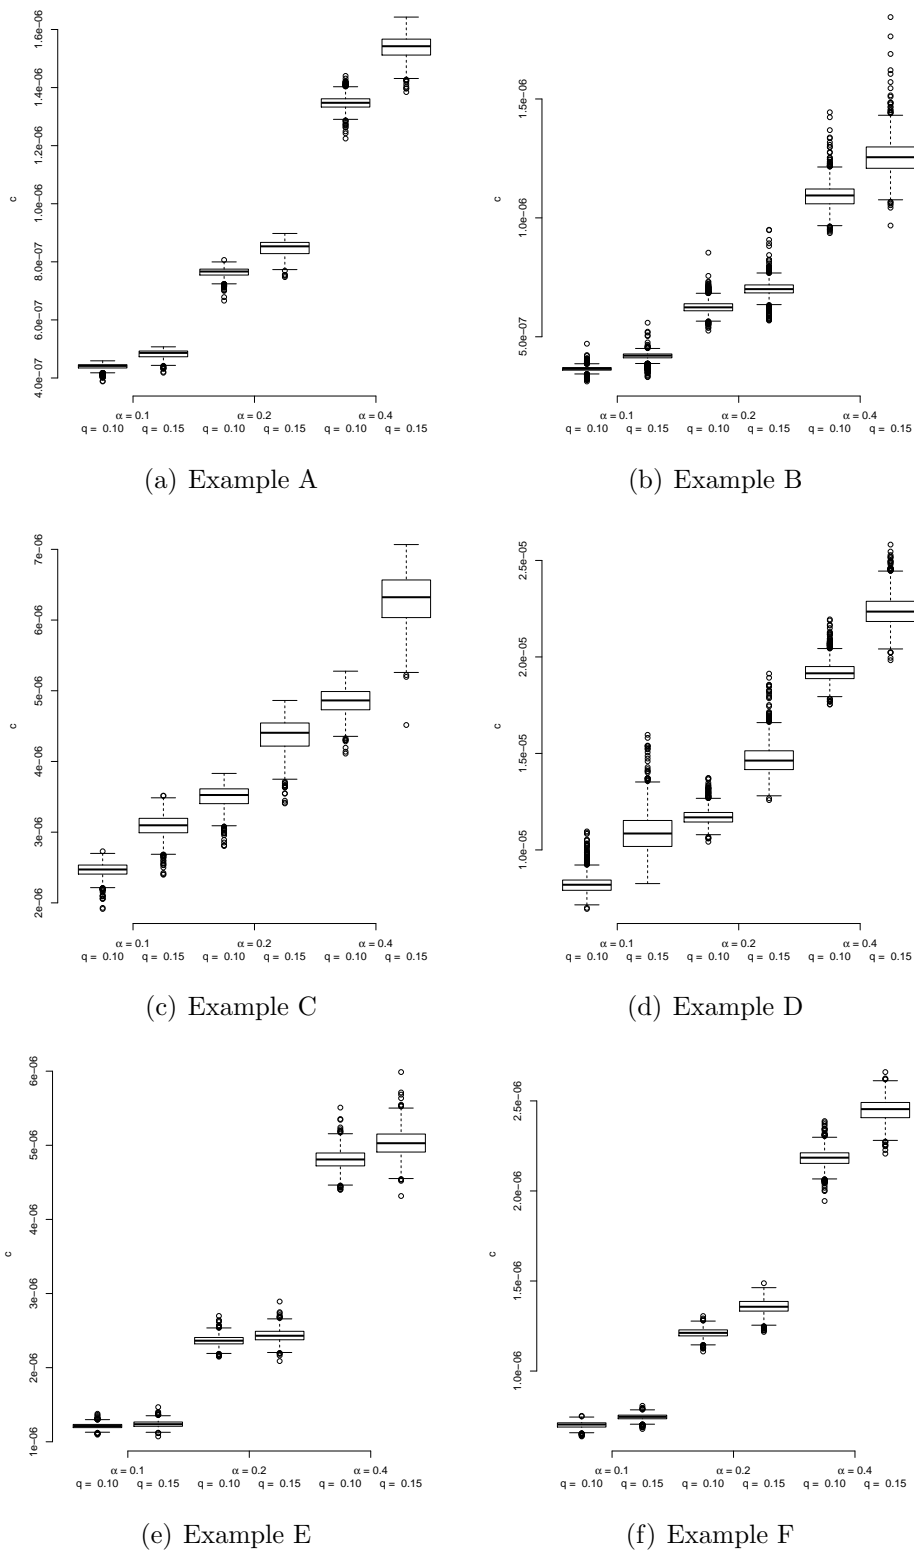 1.6e−06
1.4e−06
1.2e−06
1.0e−06
8.0e−07
6.0e−07
4.0e−07
c
α = 0.1 α = 0.2 α = 0.4
q = 0.10 q = 0.15 q = 0.10 q = 0.15 q = 0.10 q = 0.15
(a) Example A
1.5e−06
1.0e−06
5.0e−07
c
α = 0.1 α = 0.2 α = 0.4
q = 0.10 q = 0.15 q = 0.10 q = 0.15 q = 0.10 q = 0.15
(b) Example B
7e−06
6e−06
5e−06
4e−06
3e−06
2e−06
c
α = 0.1 α = 0.2 α = 0.4
q = 0.10 q = 0.15 q = 0.10 q = 0.15 q = 0.10 q = 0.15
(c) Example C
2.5e−05
2.0e−05
1.5e−05
1.0e−05
c
α = 0.1 α = 0.2 α = 0.4
q = 0.10 q = 0.15 q = 0.10 q = 0.15 q = 0.10 q = 0.15
(d) Example D
6e−06
5e−06
4e−06
3e−06
2e−06
1e−06
c
α = 0.1 α = 0.2 α = 0.4
q = 0.10 q = 0.15 q = 0.10 q = 0.15 q = 0.10 q = 0.15
(e) Example E
2.5e−06
2.0e−06
1.5e−06
1.0e−06
c
α = 0.1 α = 0.2 α = 0.4
q = 0.10 q = 0.15 q = 0.10 q = 0.15 q = 0.10 q = 0.15
(f) Example F